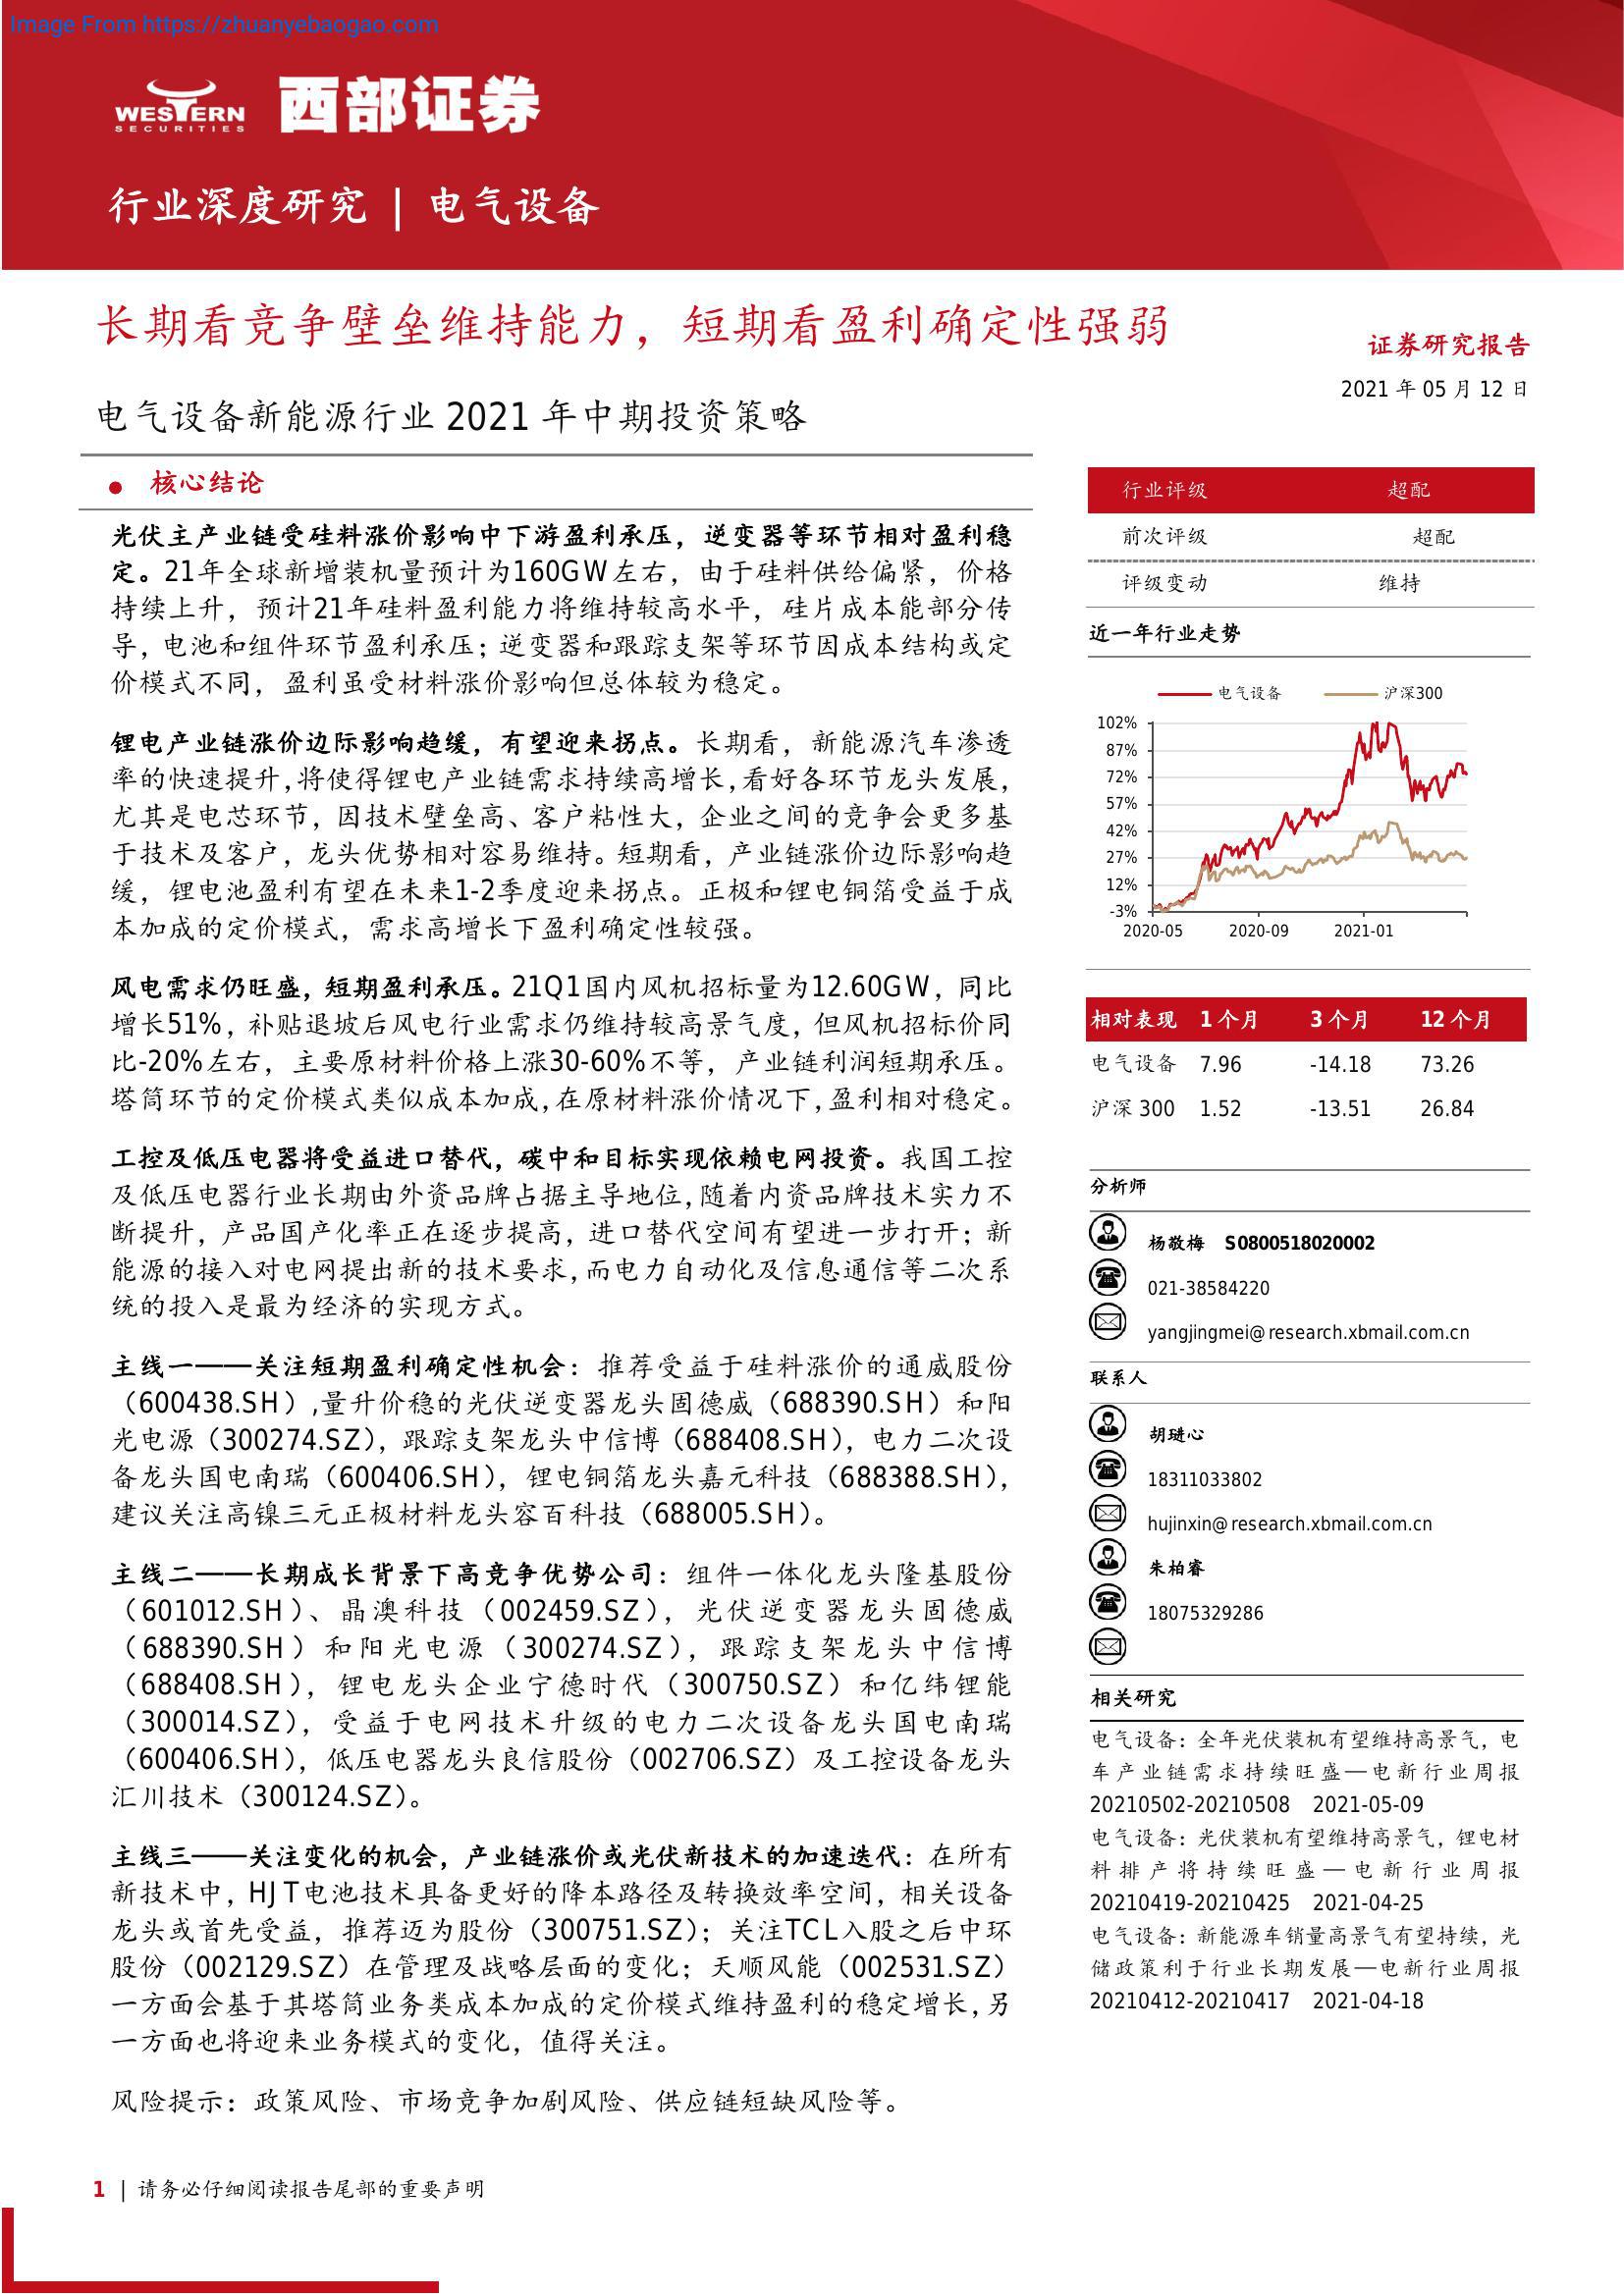 Image From https://zhuanyebaogao.com
WESTERN
SECURITIES
西部证券
行业深度研究 | 电气设备
长期看竞争壁垒维持能力，短期看盈利确定性强弱
电气设备新能源行业 2021 年中期投资策略
证券研究报告
2021 年 05 月 12 日
● 核心结论
光伏主产业链受硅料涨价影响中下游盈利承压，逆变器等环节相对盈利稳
定。21年全球新增装机量预计为160GW左右，由于硅料供给偏紧，价格
持续上升，预计21年硅料盈利能力将维持较高水平，硅片成本能部分传
导，电池和组件环节盈利承压；逆变器和跟踪支架等环节因成本结构或定
价模式不同，盈利虽受材料涨价影响但总体较为稳定。
锂电产业链涨价边际影响趋缓，有望迎来拐点。长期看，新能源汽车渗透
率的快速提升,将使得锂电产业链需求持续高增长,看好各环节龙头发展，
尤其是电芯环节，因技术壁垒高、客户粘性大，企业之间的竞争会更多基
于技术及客户，龙头优势相对容易维持。短期看，产业链涨价边际影响趋
缓，锂电池盈利有望在未来1-2季度迎来拐点。正极和锂电铜箔受益于成
本加成的定价模式，需求高增长下盈利确定性较强。
风电需求仍旺盛，短期盈利承压。21Q1国内风机招标量为12.60GW，同比
增长51%，补贴退坡后风电行业需求仍维持较高景气度，但风机招标价同
比-20%左右，主要原材料价格上涨30-60%不等，产业链利润短期承压。
塔筒环节的定价模式类似成本加成,在原材料涨价情况下,盈利相对稳定。
工控及低压电器将受益进口替代，碳中和目标实现依赖电网投资。我国工控
及低压电器行业长期由外资品牌占据主导地位,随着内资品牌技术实力不
断提升，产品国产化率正在逐步提高，进口替代空间有望进一步打开；新
能源的接入对电网提出新的技术要求,而电力自动化及信息通信等二次系
统的投入是最为经济的实现方式。
主线一——关注短期盈利确定性机会：推荐受益于硅料涨价的通威股份
（600438.SH）,量升价稳的光伏逆变器龙头固德威（688390.SH）和阳
光电源（300274.SZ），跟踪支架龙头中信博（688408.SH），电力二次设
备龙头国电南瑞（600406.SH），锂电铜箔龙头嘉元科技（688388.SH），
建议关注高镍三元正极材料龙头容百科技（688005.SH）。
主线二——长期成长背景下高竞争优势公司：组件一体化龙头隆基股份
（601012.SH）、晶澳科技（002459.SZ），光伏逆变器龙头固德威
（688390.SH）和阳光电源（300274.SZ），跟踪支架龙头中信博
（688408.SH），锂电龙头企业宁德时代（300750.SZ）和亿纬锂能
（300014.SZ），受益于电网技术升级的电力二次设备龙头国电南瑞
（600406.SH），低压电器龙头良信股份（002706.SZ）及工控设备龙头
汇川技术（300124.SZ）。
主线三——关注变化的机会，产业链涨价或光伏新技术的加速迭代：在所有
新技术中，HJT电池技术具备更好的降本路径及转换效率空间，相关设备
龙头或首先受益，推荐迈为股份（300751.SZ）；关注TCL入股之后中环
股份（002129.SZ）在管理及战略层面的变化；天顺风能（002531.SZ）
一方面会基于其塔筒业务类成本加成的定价模式维持盈利的稳定增长,另
一方面也将迎来业务模式的变化，值得关注。
风险提示：政策风险、市场竞争加剧风险、供应链短缺风险等。
行业评级 超配
前次评级 超配
评级变动 维持
近一年行业走势
电气设备 沪深300
102%
87%
72%
57%
42%
27%
12%
-3%
2020-05 2020-09 2021-01
相对表现 1 个月 3 个月 12 个月
电气设备 7.96 -14.18 73.26
沪深 300 1.52 -13.51 26.84
分析师
杨敬梅 S0800518020002
021-38584220
yangjingmei@research.xbmail.com.cn
联系人
胡琎心
18311033802
hujinxin@research.xbmail.com.cn
朱柏睿
18075329286
相关研究
电气设备：全年光伏装机有望维持高景气，电
车产业链需求持续旺盛—电新行业周报
20210502-20210508 2021-05-09
电气设备：光伏装机有望维持高景气，锂电材
料排产将持续旺盛—电新行业周报
20210419-20210425 2021-04-25
电气设备：新能源车销量高景气有望持续，光
储政策利于行业长期发展—电新行业周报
20210412-20210417 2021-04-18
1 | 请务必仔细阅读报告尾部的重要声明